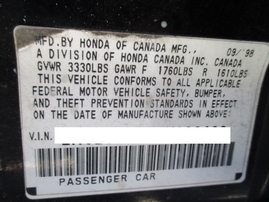 MFD.BY HONDA OF CANADA MFG., 09/98
A DIVISION OF HONDA CANADA INC. CANADA
GVWR 3330LBS GAWR F 1760LBS R 1610LBS
THIS VEHICLE CONFORMS TO ALL APPLICABLE
FEDERAL MOTOR VEHICLE SAFETY, BUMPER,
AND THEFT PREVENTION STANDARDS IN EFFECT
ON THE DATE OF MANUFACTURE SHOWN ABOVE.
V.I.N.
PASSENGER CAR